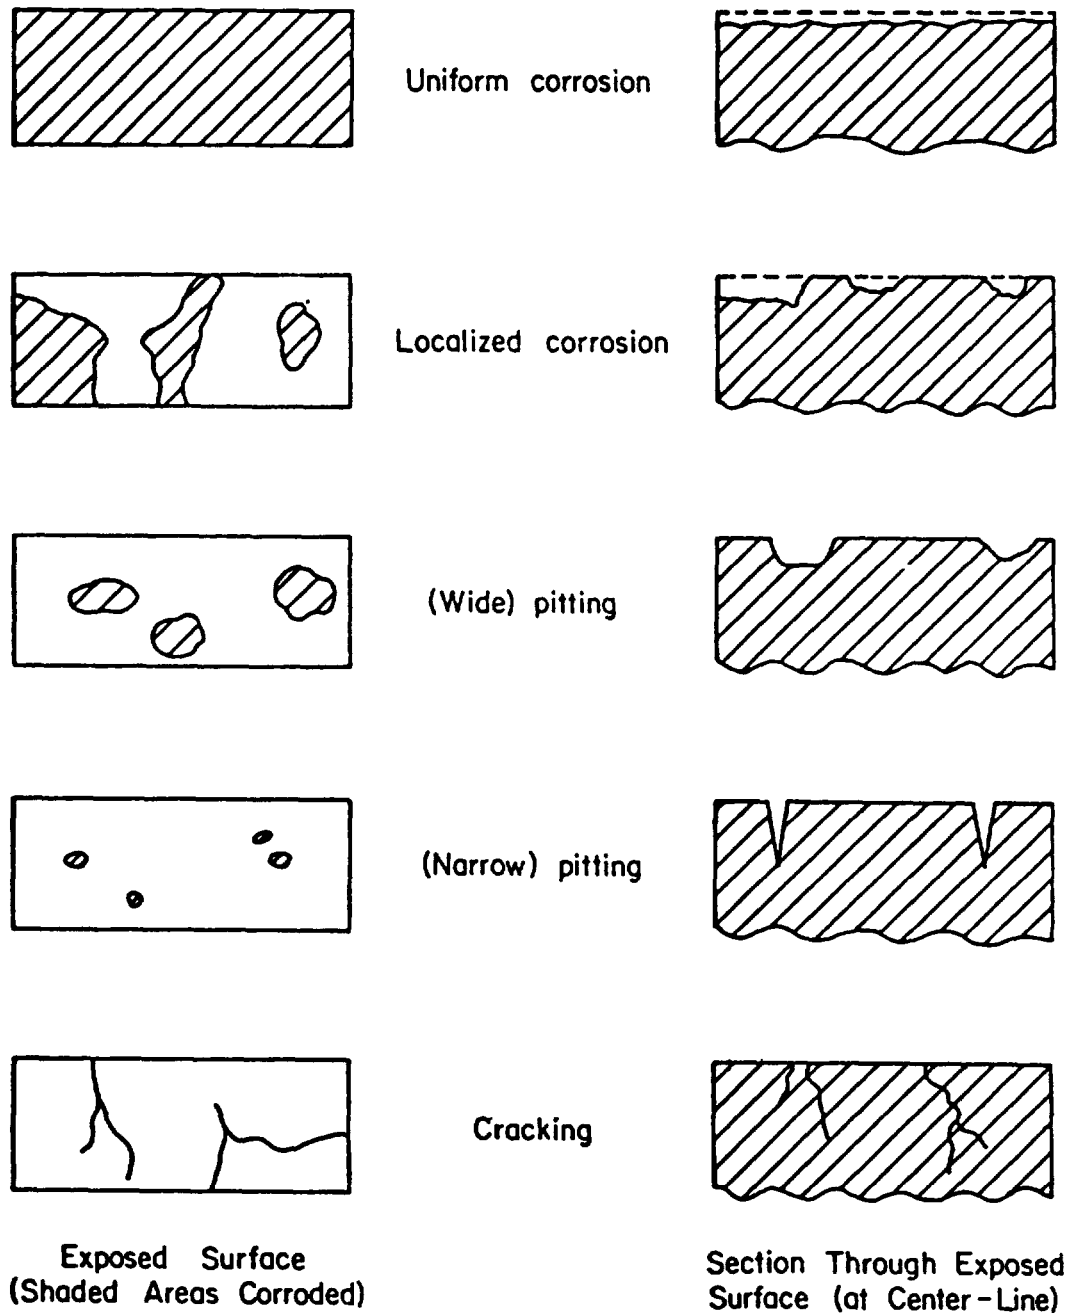 Uniform corrosion
Localized corrosion
(Wide) pitting
(Narrow) pitting
Cracking
Exposed Surface
(Shaded Areas Corroded)
Section Through Exposed
Surface (at Center-Line)